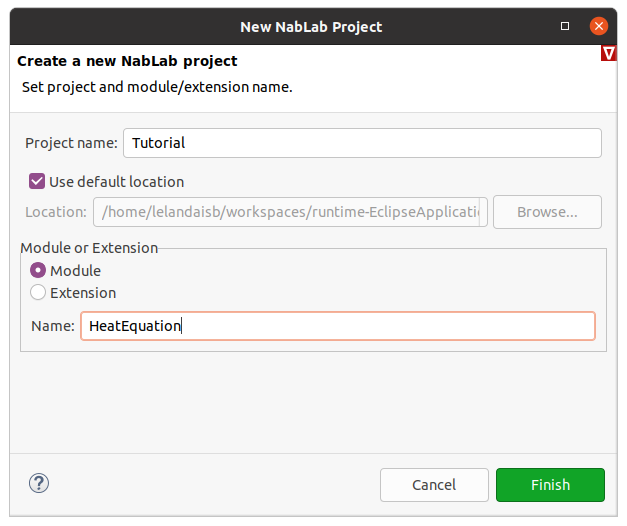 New NabLab Project
Create a new NabLab project
Set project and module/extension name.
Project name: Tutorial
Use default location
Location: /home/lelandaisb/workspaces/runtime-EclipseApplicati Browse...
Module or Extension
Module
Extension
Name: HeatEquation
? Cancel Finish